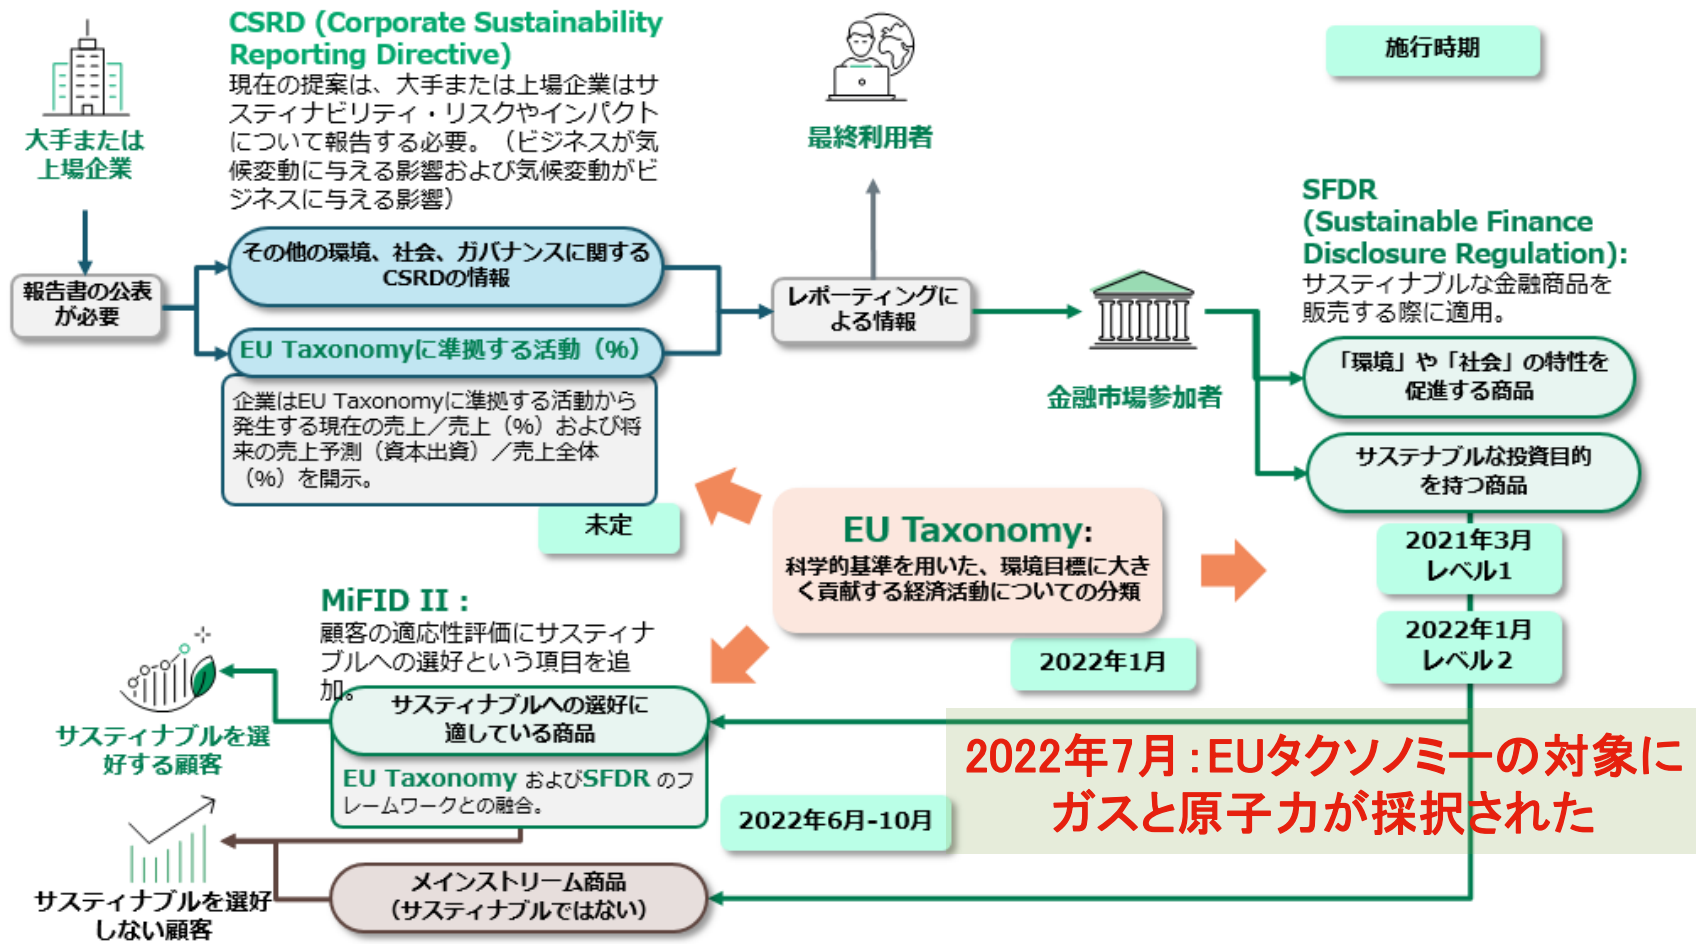 CSRD (Corporate Sustainability
Reporting Directive)
現在の提案は、大手または上場企業はサ
スティナビリティ・リスクやインパクト
について報告する必要。（ビジネスが気
候変動に与える影響および気候変動がビ
ジネスに与える影響）
大手または
上場企業
最終利用者
施行時期
SFDR
(Sustainable Finance
Disclosure Regulation):
サスティナブルな金融商品を
販売する際に適用。
報告書の公表
が必要
その他の環境、社会、ガバナンスに関する
CSRDの情報
EU Taxonomyに準拠する活動（%）
企業はEU Taxonomyに準拠する活動から
発生する現在の売上／売上（%）および将
来の売上予測（資本出資）／売上全体
（%）を開示。
未定
レポーティングに
よる情報
金融市場参加者
「環境」や「社会」の特性を
促進する商品
サステナブルな投資目的
を持つ商品
2021年3月
レベル1
2022年1月
レベル２
EU Taxonomy:
科学的基準を用いた、環境目標に大き
く貢献する経済活動についての分類
2022年1月
MiFID II：
顧客の適応性評価にサスティナ
ブルへの選好という項目を追
加。
サスティナブルへの選好に
適している商品
EU Taxonomy およびSFDR のフ
レームワークとの融合。
サスティナブルを選
好する顧客
2022年6月-10月
2022年7月：EUタクソノミーの対象に
ガスと原子力が採択された
メインストリーム商品
（サスティナブルではない）
サスティナブルを選好
しない顧客